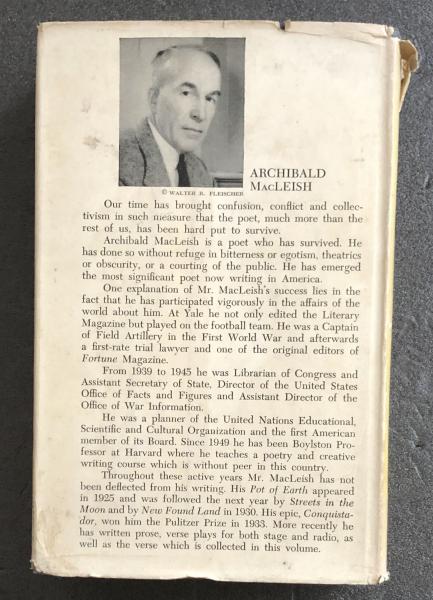 © WALTER R. FLEISCHER
ARCHIBALD
MacLEISH
Our time has brought confusion, conflict and collec-
tivism in such measure that the poet, much more than the
rest of us, has been hard put to survive.
Archibald MacLeish is a poet who has survived. He
has done so without refuge in bitterness or egotism, theatrics
or obscurity, or a courting of the public. He has emerged
the most significant poet now writing in America.
One explanation of Mr. MacLeish's success lies in the
fact that he has participated vigorously in the affairs of the
world about him. At Yale he not only edited the Literary
Magazine but played on the football team. He was a Captain
of Field Artillery in the First World War and afterwards
a first-rate trial lawyer and one of the original editors of
Fortune Magazine.
From 1939 to 1945 he was Librarian of Congress and
Assistant Secretary of State, Director of the United States
Office of Facts and Figures and Assistant Director of the
Office of War Information.
He was a planner of the United Nations Educational,
Scientific and Cultural Organization and the first American
member of its Board. Since 1949 he has been Boylston Pro-
fessor at Harvard where he teaches a poetry and creative
writing course which is without peer in this country.
Throughout these active years Mr. MacLeish has not
been deflected from his writing. His Pot of Earth appeared
in 1925 and was followed the next year by Streets in the
Moon and by New Found Land in 1930. His epic, Conquista-
dor, won him the Pulitzer Prize in 1933. More recently he
has written prose, verse plays for both stage and radio, as
well as the verse which is collected in this volume.